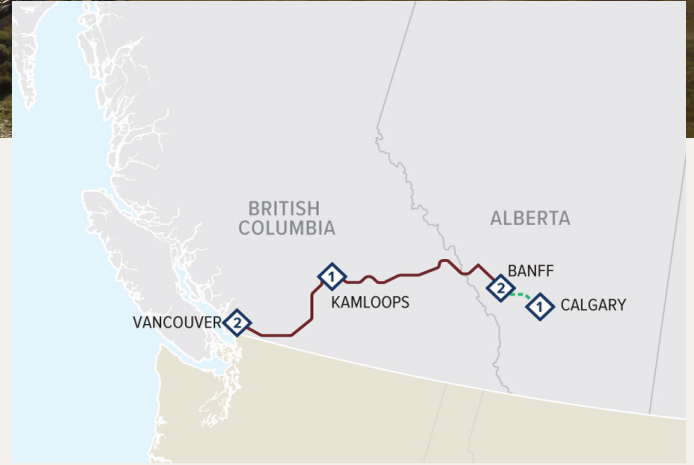 BRITISH
COLUMBIA
ALBERTA
BANFF
2
1
KAMLOOPS
1
CALGARY
VANCOUVER
2